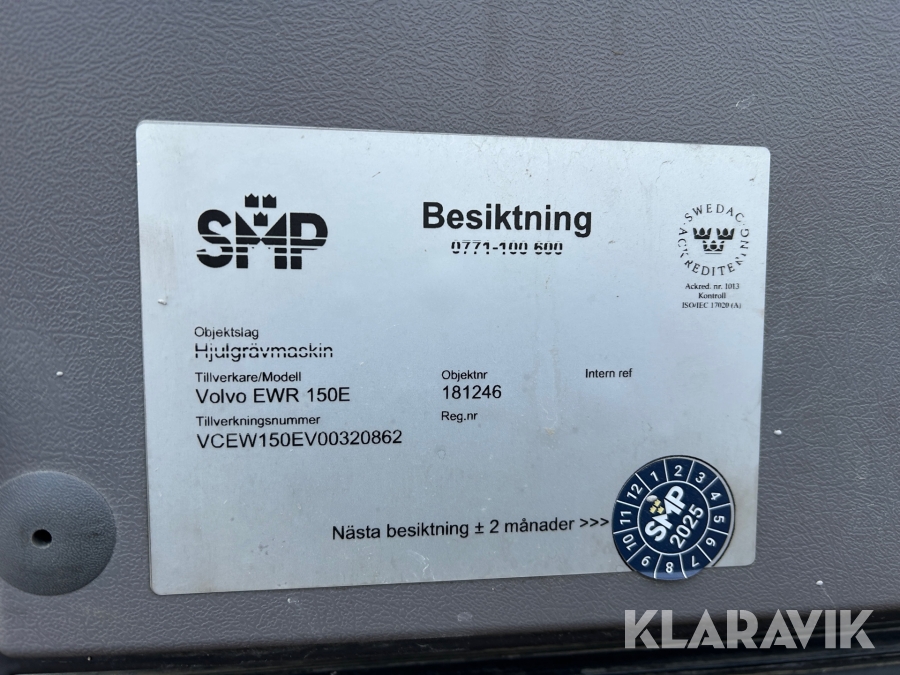 SMP
Besiktning
0771-100 600
SWEDAC
ACKREDITERING
Ackred. nr. 1013
Kontroll
ISO/IEC 17020 (A)
Objektslag
Hjulgrävmaskin
Tillverkare/Modell
Volvo EWR 150E
Objektnr
181246
Intern ref
Tillverkningsnummer
VCEW150EV00320862
Reg.nr
Nästa besiktning ± 2 månader >>>
1 2 3 4 5 6 7 8 9 10 11 12
SMP
2025
KLARAVIK